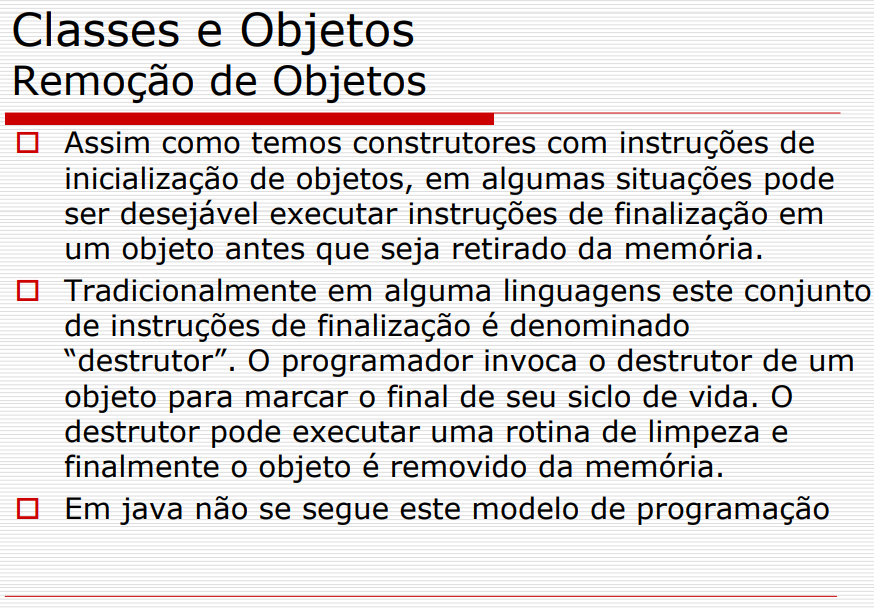 Classes e Objetos
Remoção de Objetos
Assim como temos construtores com instruções de
inicialização de objetos, em algumas situações pode
ser desejável executar instruções de finalização em
um objeto antes que seja retirado da memória.
Tradicionalmente em alguma linguagens este conjunto
de instruções de finalização é denominado
“destrutor”. O programador invoca o destrutor de um
objeto para marcar o final de seu siclo de vida. O
destrutor pode executar uma rotina de limpeza e
finalmente o objeto é removido da memória.
Em java não se segue este modelo de programação